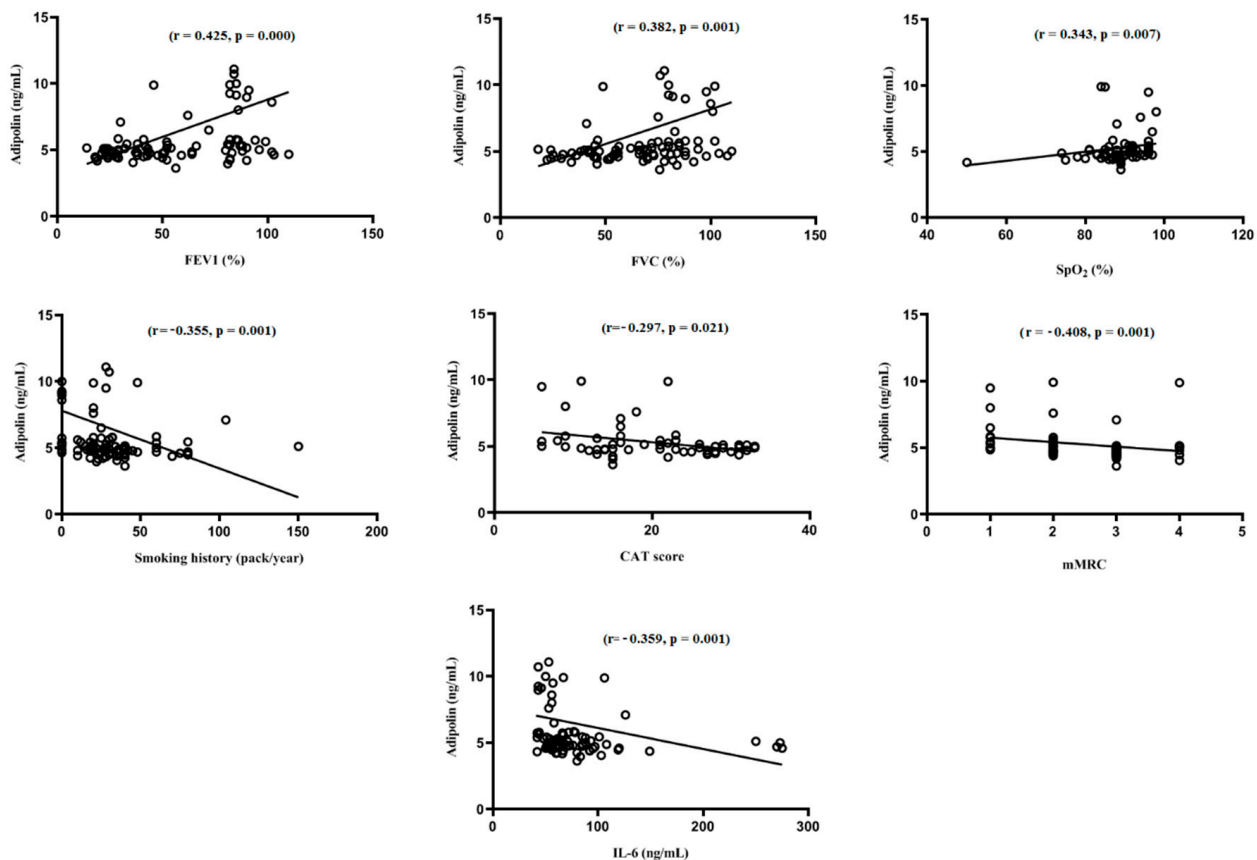 (r = 0.425, p = 0.000)
Adipolin (ng/mL)
15
10
5
0
0 50 100 150
FEV1 (%)
(r = 0.382, p = 0.001)
Adipolin (ng/mL)
15
10
5
0
0 50 100 150
FVC (%)
(r = 0.343, p = 0.007)
Adipolin (ng/mL)
15
10
5
0
40 60 80 100 120
SpO₂ (%)
(r=-0.355, p = 0.001)
Adipolin (ng/mL)
15
10
5
0
0 50 100 150 200
Smoking history (pack/year)
(r=-0.297, p = 0.021)
Adipolin (ng/mL)
15
10
5
0
0 20 40
CAT score
(r = -0.408, p = 0.001)
Adipolin (ng/mL)
15
10
5
0
0 1 2 3 4 5
mMRC
(r=-0.359, p = 0.001)
Adipolin (ng/mL)
15
10
5
0
0 100 200 300
IL-6 (ng/mL)